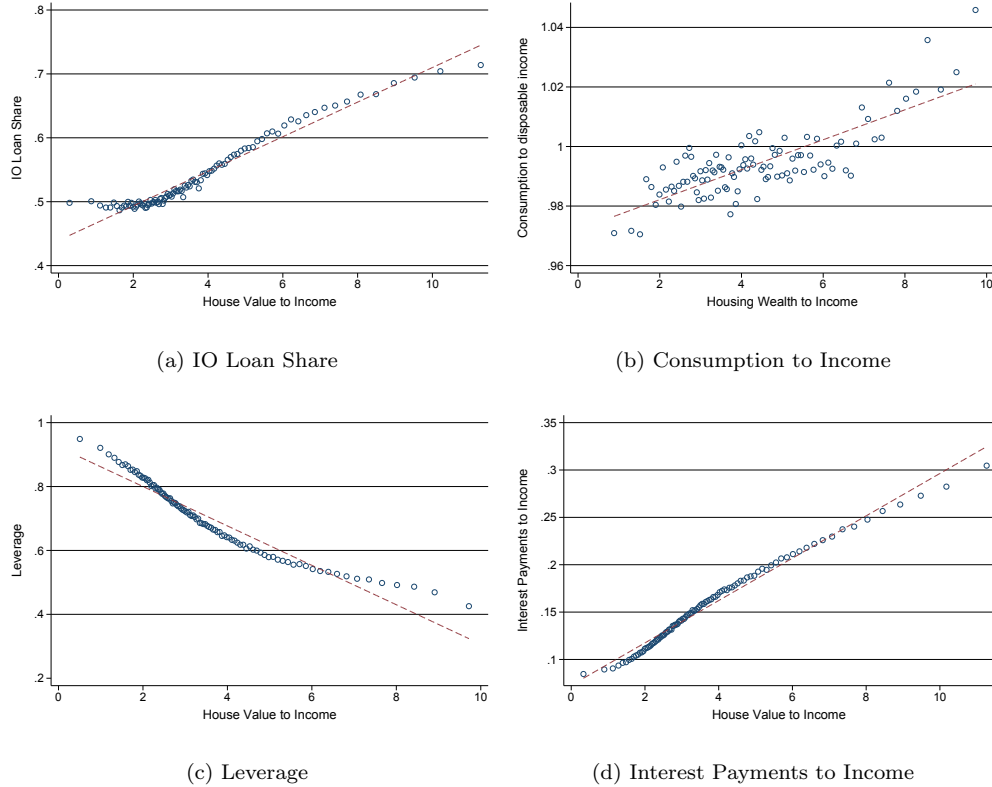 .8
.7
.6
.5
.4
IO Loan Share
0 2 4 6 8 10
House Value to Income
(a) IO Loan Share
1.04
1.02
1
.98
.96
Consumption to disposable income
0 2 4 6 8 10
Housing Wealth to Income
(b) Consumption to Income
1
.8
.6
.4
.2
Leverage
0 2 4 6 8 10
House Value to Income
(c) Leverage
.35
.3
.25
.2
.15
.1
Interest Payments to Income
0 2 4 6 8 10
House Value to Income
(d) Interest Payments to Income